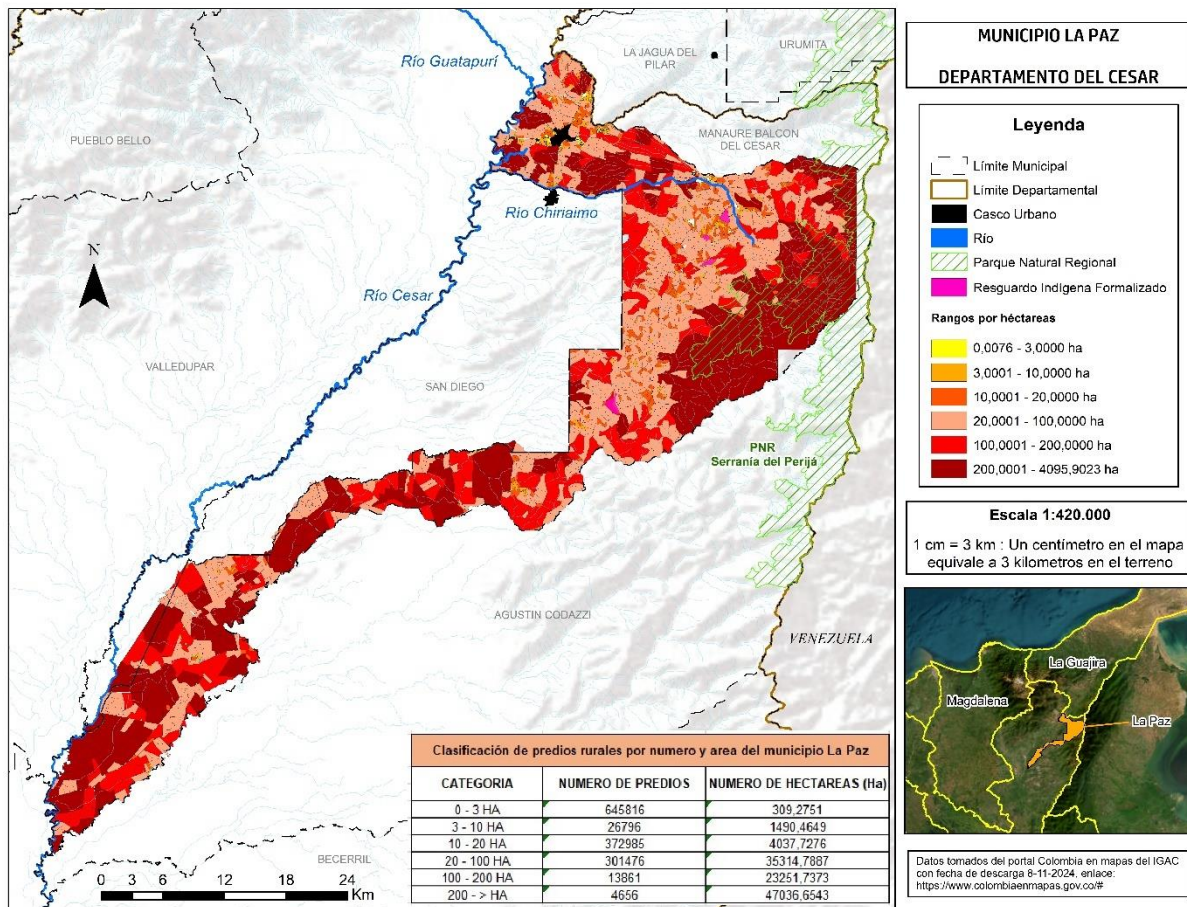 MUNICIPIO LA PAZ
DEPARTAMENTO DEL CESAR
Leyenda
Límite Municipal
Límite Departamental
Casco Urbano
Río
Parque Natural Regional
Resguardo Indígena Formalizado
Rangos por héctareas
0,0076 - 3,0000 ha
3,0001 - 10,0000 ha
10,0001 - 20,0000 ha
20,0001 - 100,0000 ha
100,0001 - 200,0000 ha
200,0001 - 4095,9023 ha
Escala 1:420.000
1 cm = 3 km : Un centímetro en el mapa
equivale a 3 kilometros en el terreno
La Guajira
Magdalena
La Paz
Datos tomados del portal Colombia en mapas del IGAC
con fecha de descarga 8-11-2024, enlace:
https://www.colombiaenmapas.gov.co/#
URUMITA
LA JAGUA DEL
PILAR
Río Guatapurí
PUEBLO BELLO
MANAURE BALCON
DEL CESAR
Río Chiriaimo
N
Río Cesar
VALLEDUPAR
SAN DIEGO
PNR
Serranía del Perijá
AGUSTIN CODAZZI
VENEZUELA
BECERRIL
0 3 6 12 18 24
Km
Clasificación de predios rurales por numero y area del municipio La Paz
CATEGORIA NUMERO DE PREDIOS NUMERO DE HECTAREAS (Ha)
0 - 3 HA 645816 309,2751
3 - 10 HA 26796 1490,4649
10 - 20 HA 372985 4037,7276
20 - 100 HA 301476 35314,7887
100 - 200 HA 13861 23251,7373
200 - > HA 4656 47036,6543